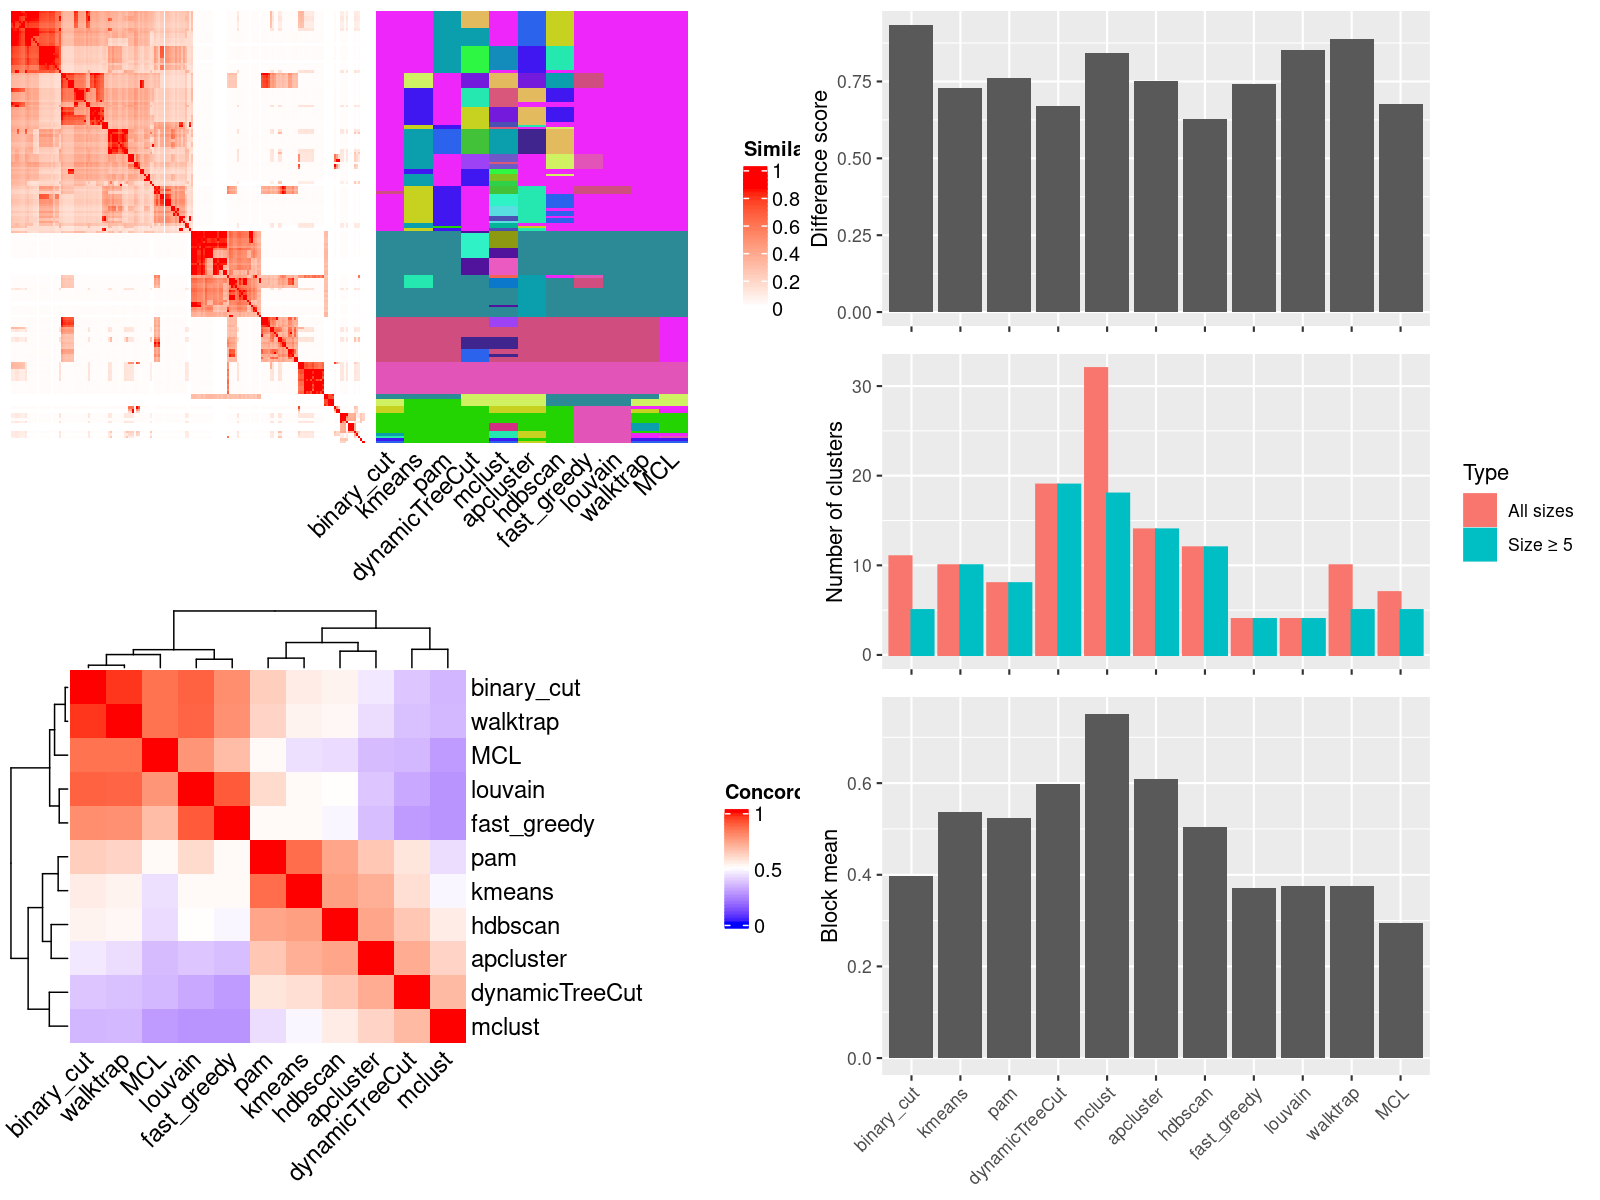 Simila
1
0.8
0.6
0.4
0.2
0
binary_cut
kmeans
pam
dynamicTreeCut
mclust
apcluster
hdbscan
fast_greedy
louvain
walktrap
MCL
binary_cut
walktrap
MCL
louvain
fast_greedy
pam
kmeans
hdbscan
apcluster
dynamicTreeCut
mclust
binary_cut
walktrap
MCL
louvain
fast_greedy
pam
kmeans
hdbscan
apcluster
dynamicTreeCut
mclust
Concord
1
0.5
0
Difference score
0.75
0.50
0.25
0.00
Number of clusters
30
20
10
0
Type
All sizes
Size ≥ 5
Block mean
0.6
0.4
0.2
0.0
binary_cut
kmeans
pam
dynamicTreeCut
mclust
apcluster
hdbscan
fast_greedy
louvain
walktrap
MCL